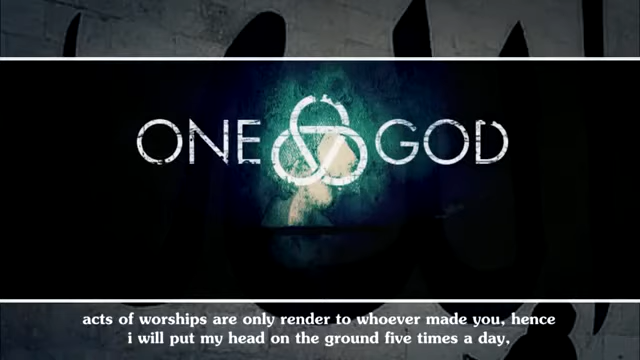 ONE GOD
acts of worships are only render to whoever made you, hence
i will put my head on the ground five times a day,